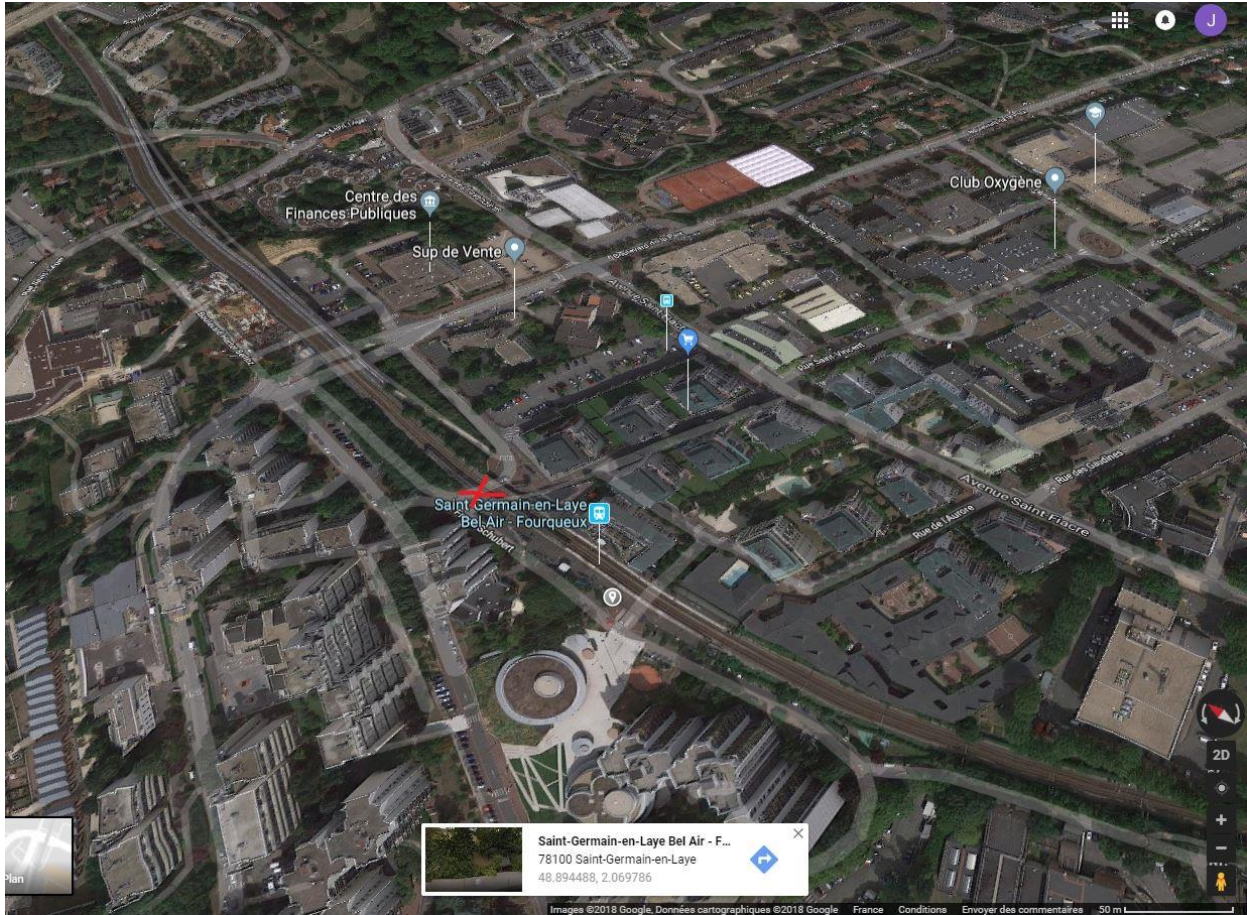 J
Centre des
Finances Publiques
Sup de Vente
Club Oxygène
Saint-Germain-en-Laye
Bel Air - Fourqueux
Schubert
Rue Saint-Vincent
Avenue Saint-Fiacre
Rue de l'Aurore
Rue des Gaudines
2D
+
−
Plan
Saint-Germain-en-Laye Bel Air - F...
78100 Saint-Germain-en-Laye
48.894488, 2.069786
Images ©2018 Google, Données cartographiques ©2018 Google France Conditions Envoyer des commentaires 50 m